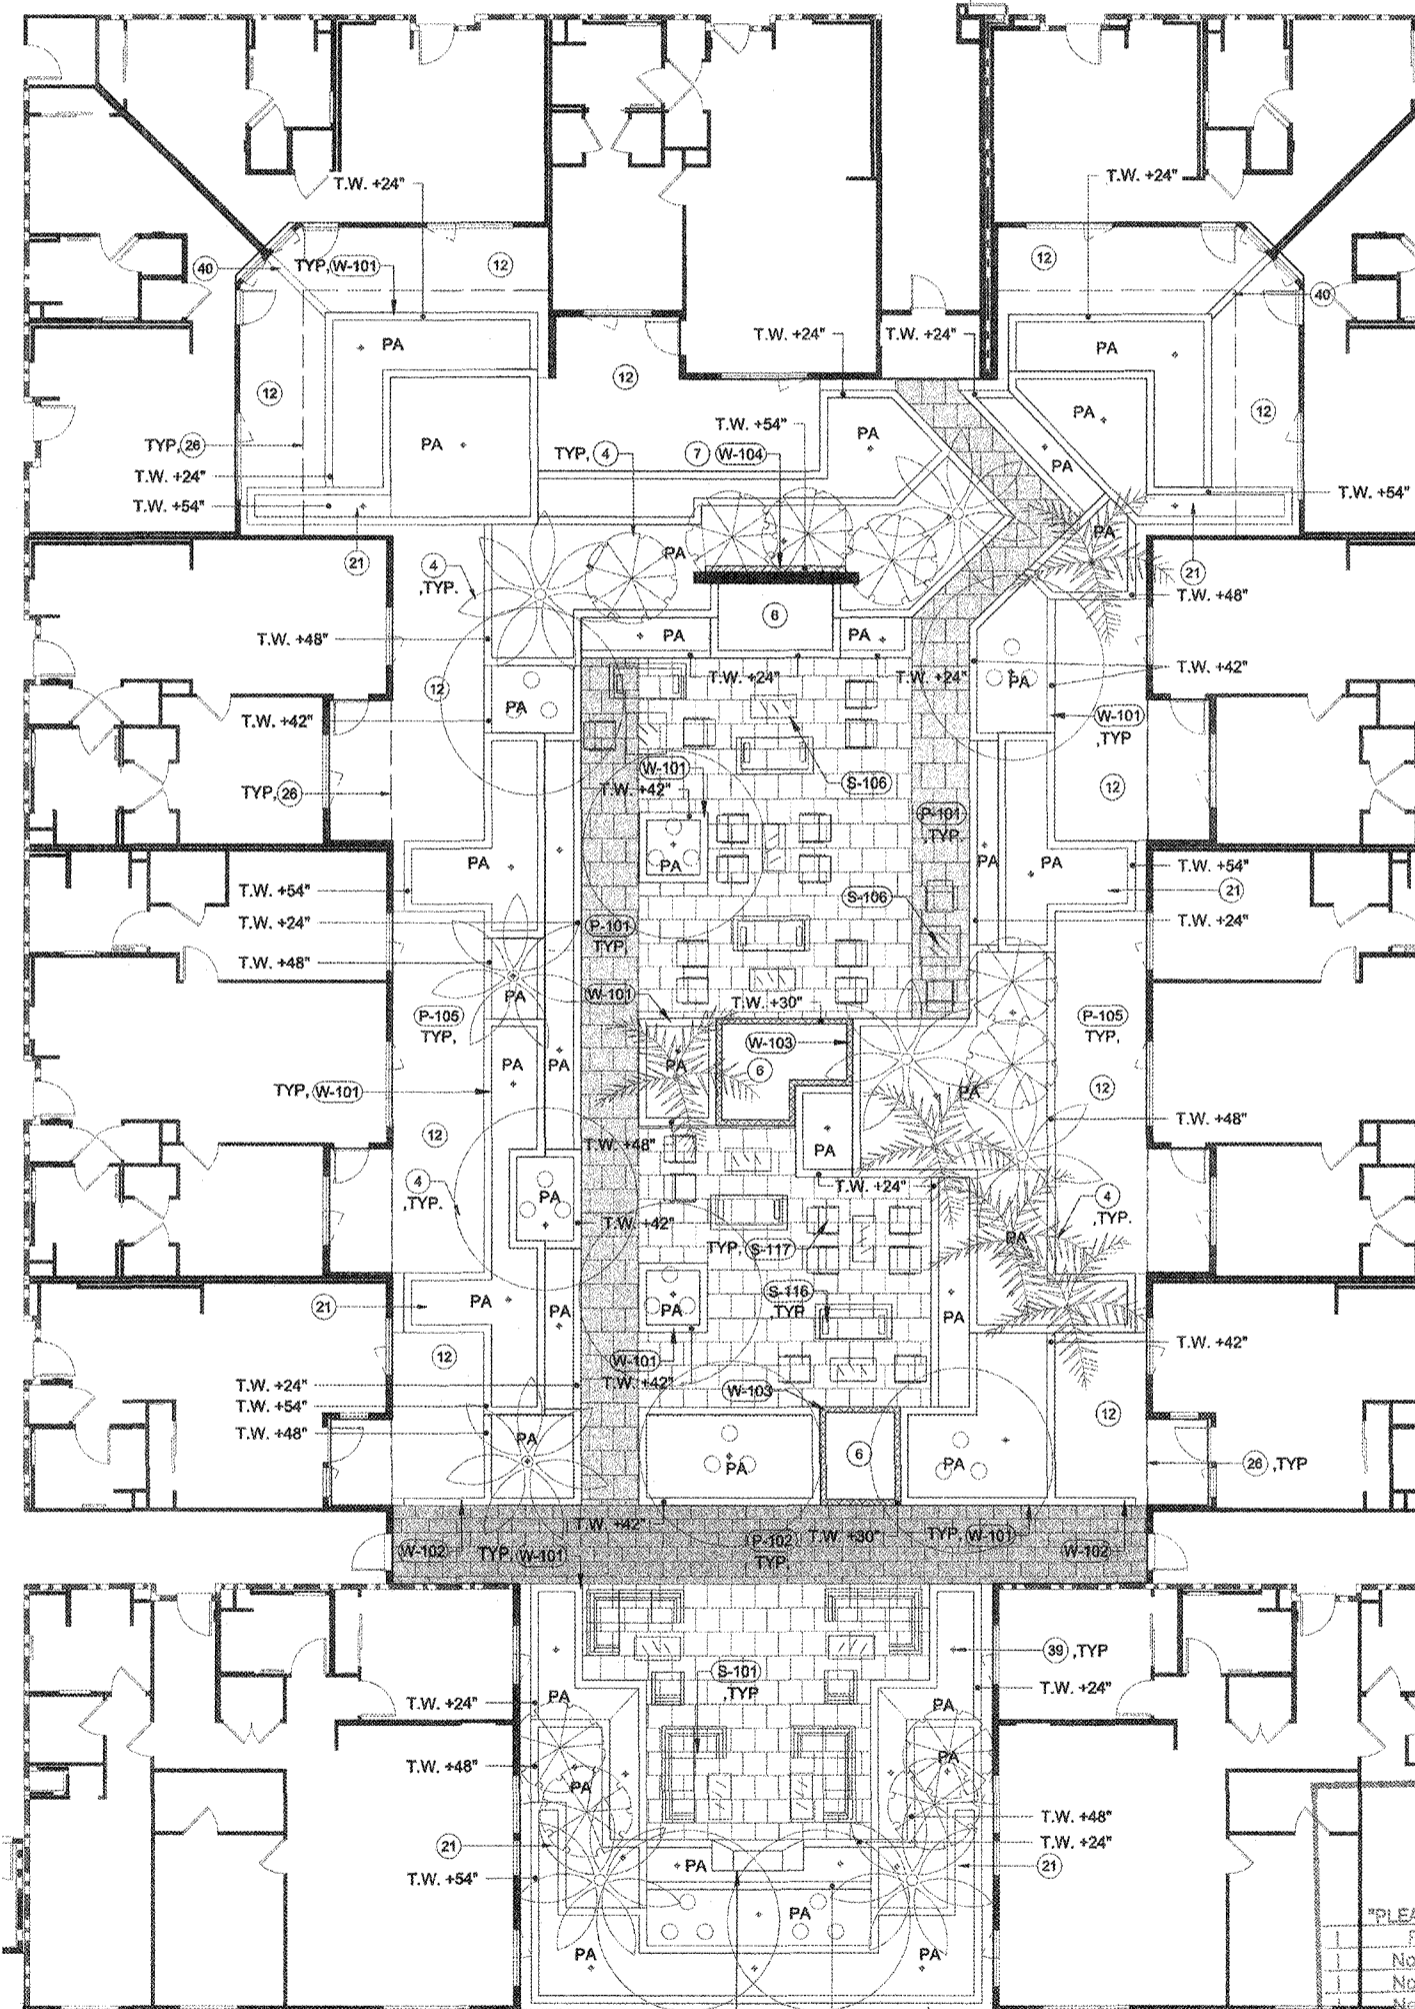 T.W. +24"
T.W. +24"
40
TYP, W-101
12
12
40
PA
PA
T.W. +24"
T.W. +24"
12
12
12
PA
T.W. +54"
PA
PA
TYP, 26
PA
TYP, 4
7
W-104
PA
T.W. +24"
T.W. +54"
T.W. +54"
PA
PA
21
4
,TYP.
21
T.W. +48"
6
T.W. +48"
PA
PA
T.W. +42"
T.W. +24"
T.W. +24"
PA
12
PA
T.W. +42"
W-101
,TYP
W-101
S-106
TYP, 26
T.W. +42"
12
P-101
,TYP.
PA
PA
PA
PA
T.W. +54"
T.W. +54"
21
S-106
T.W. +24"
T.W. +24"
P-101
TYP,
T.W. +48"
PA
W-101
T.W. +30"
P-105
TYP,
P-105
TYP,
W-103
PA
PA
PA
6
TYP, W-101
PA
12
T.W. +48"
12
T.W. +48"
PA
4
,TYP.
T.W. +24"
PA
4
,TYP.
T.W. +42"
TYP, S-117
PA
S-116
,TYP
21
PA
PA
PA
PA
T.W. +42"
12
W-101
T.W. +24"
T.W. +42"
W-103
T.W. +54"
12
T.W. +48"
PA
6
PA
PA
26 ,TYP
T.W. +42"
W-102
TYP, W-101
P-102
TYP,
T.W. +30"
TYP, W-101
W-102
39 ,TYP
S-101
,TYP
T.W. +24"
T.W. +24"
PA
PA
PA
T.W. +48"
PA
T.W. +48"
21
T.W. +24"
21
PA
T.W. +54"
PA
PA
PA
"PLEA
No
No